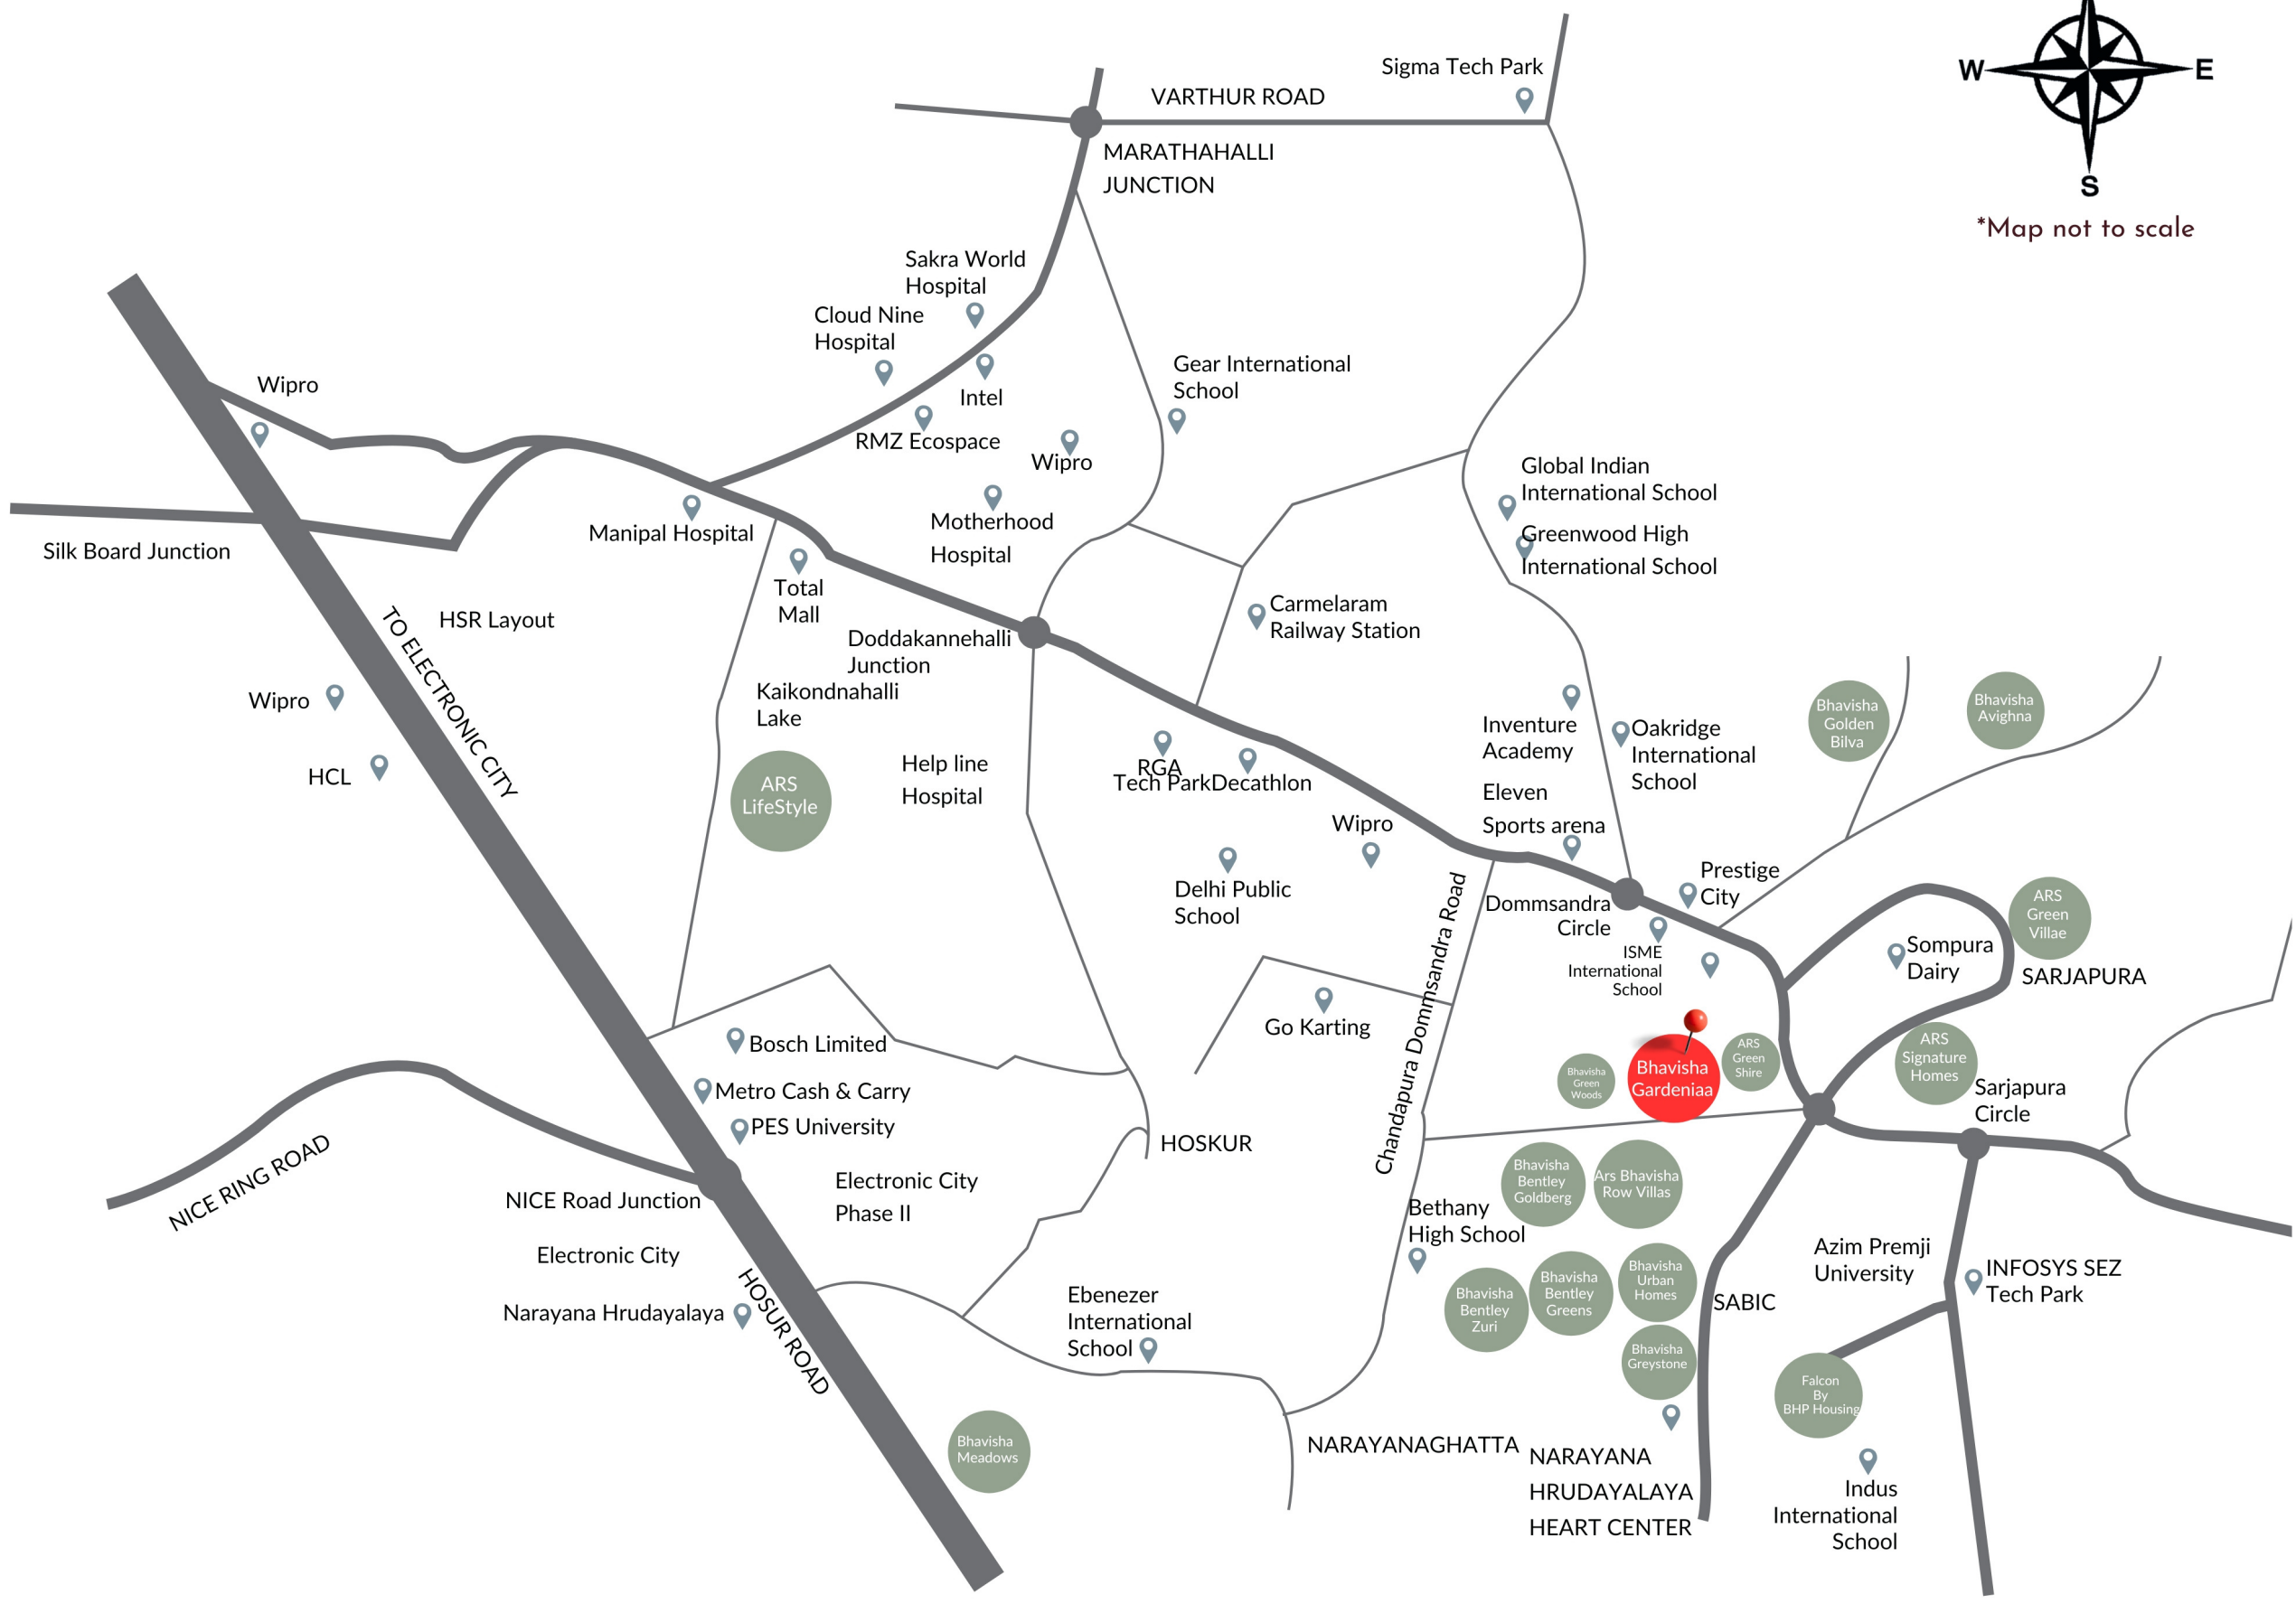 Sigma Tech Park
VARTHUR ROAD
MARATHAHALLI
JUNCTION
W
E
S
*Map not to scale
Sakra World
Hospital
Cloud Nine
Hospital
Intel
RMZ Ecospace
Wipro
Gear International
School
Wipro
Motherhood
Hospital
Manipal Hospital
Silk Board Junction
Total
Mall
HSR Layout
TO ELECTRONIC CITY
Global Indian
International School
Greenwood High
International School
Carmelaram
Railway Station
Doddakannehalli
Junction
Kaikondnahalli
Lake
Wipro
HCL
ARS
LifeStyle
Help line
Hospital
RGA
Tech Park
Decathlon
Wipro
Delhi Public
School
Inventure
Academy
Oakridge
International
School
Eleven
Sports arena
Bhavisha
Golden
Bilva
Bhavisha
Avighna
Prestige
City
Dommsandra
Circle
ISME
International
School
Chandapura Dommsandra Road
Sompura
Dairy
ARS
Green
Villae
SARJAPURA
Go Karting
Bosch Limited
Metro Cash & Carry
PES University
Bhavisha
Green
Woods
Bhavisha
Gardeniaa
ARS
Green
Shire
ARS
Signature
Homes
Sarjapura
Circle
NICE RING ROAD
NICE Road Junction
HOSKUR
Electronic City
Phase II
Electronic City
Narayana Hrudayalaya
HOSUR ROAD
Bhavisha
Bentley
Goldberg
Ars Bhavisha
Row Villas
Bethany
High School
Bhavisha
Bentley
Zuri
Bhavisha
Bentley
Greens
Bhavisha
Urban
Homes
Bhavisha
Greystone
SABIC
Azim Premji
University
INFOSYS SEZ
Tech Park
Ebenezer
International
School
Falcon
By
BHP Housing
Bhavisha
Meadows
NARAYANAGHATTA
NARAYANA
HRUDAYALAYA
HEART CENTER
Indus
International
School